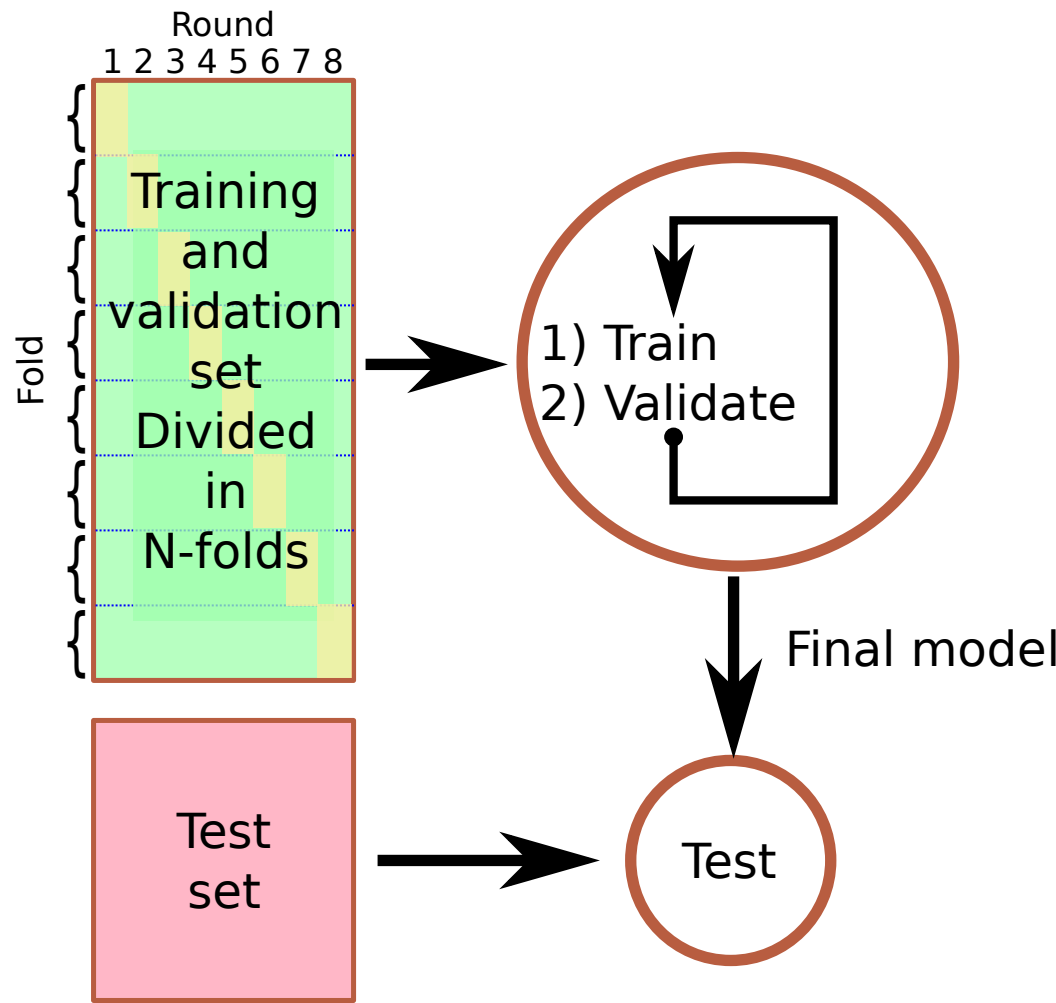 Round
1 2 3 4 5 6 7 8
{
{
{
{
{
{
{
{
Fold
Training
and
validation
set
Divided
in
N-folds
1) Train
2) Validate
Final model
Test
set
Test